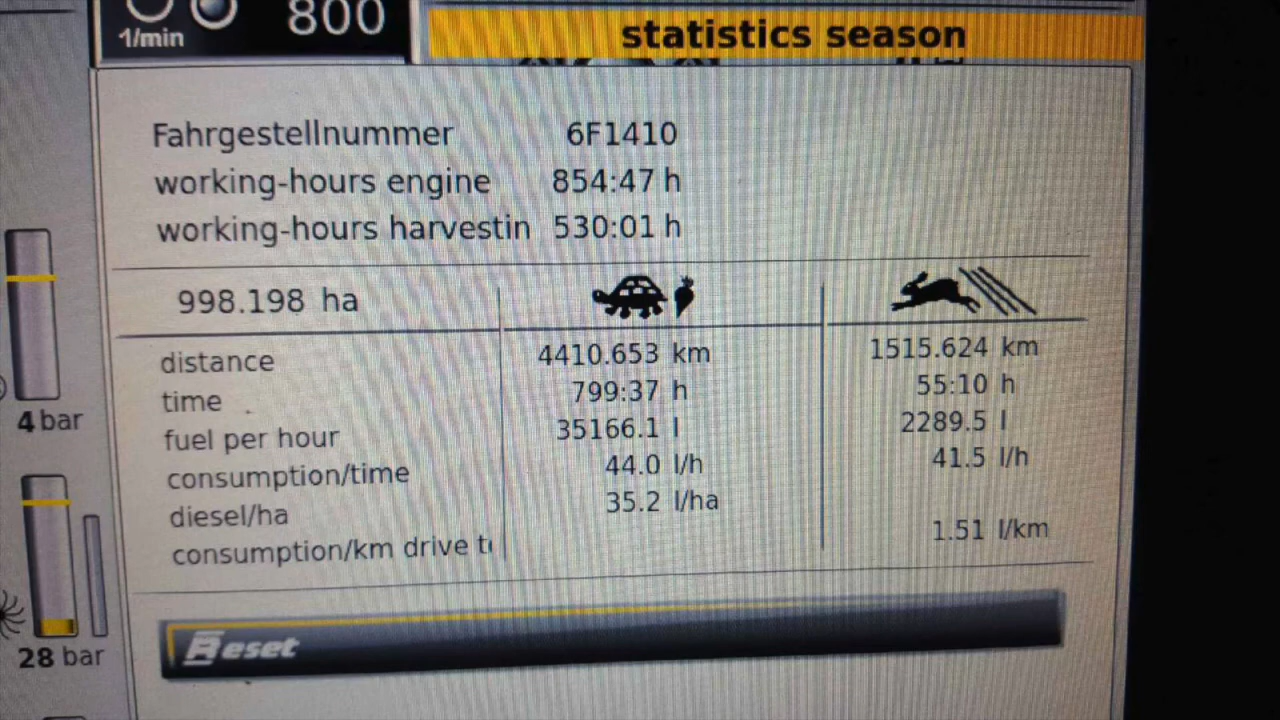 800
1/min
statistics season
Fahrgestellnummer 6F1410
working-hours engine 854:47 h
working-hours harvestin 530:01 h
998.198 ha
distance 4410.653 km 1515.624 km
time 799:37 h 55:10 h
fuel per hour 35166.1 l 2289.5 l
consumption/time 44.0 l/h 41.5 l/h
diesel/ha 35.2 l/ha
consumption/km drive t 1.51 l/km
Reset
4 bar
28 bar